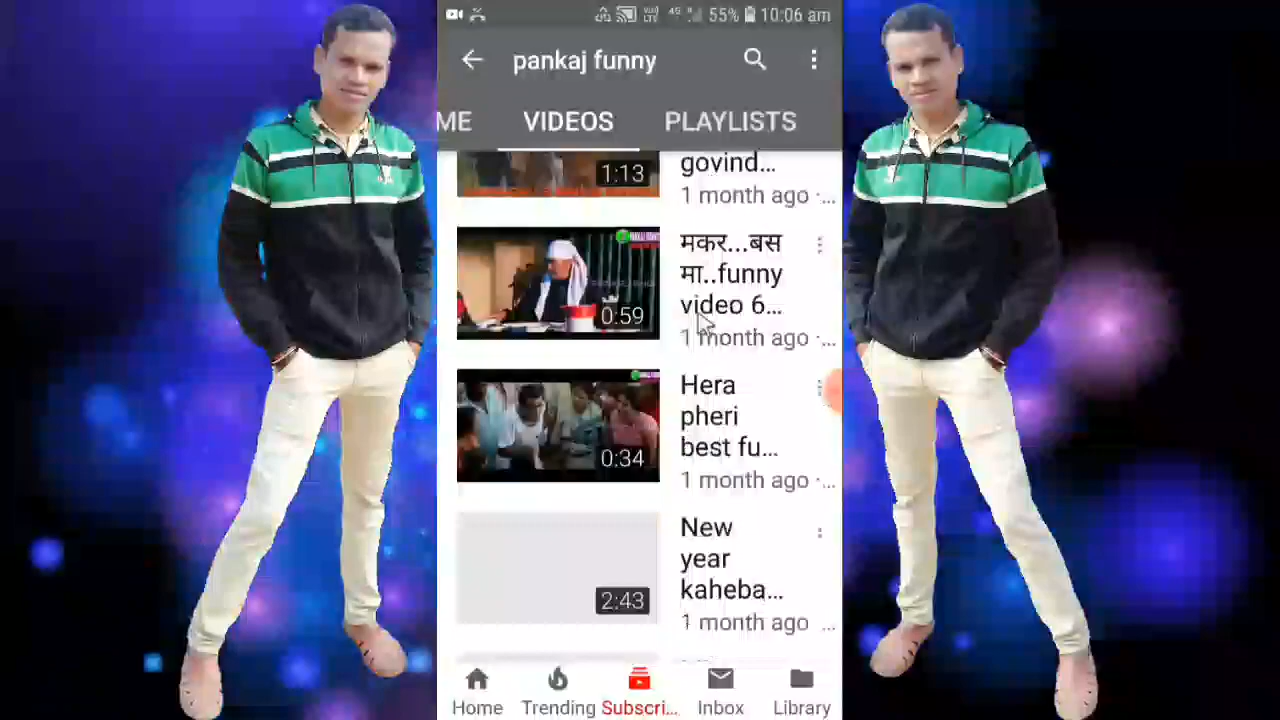 55% 10:06 am
pankaj funny
ME VIDEOS PLAYLISTS
1:13
govind...
1 month ago ·...
मकर...बस
मा..funny
video 6...
0:59
1 month ago ·...
Hera
pheri
best fu...
0:34
1 month ago ·...
New
year
kaheba...
2:43
1 month ago ...
Home Trending Subscri... Inbox Library